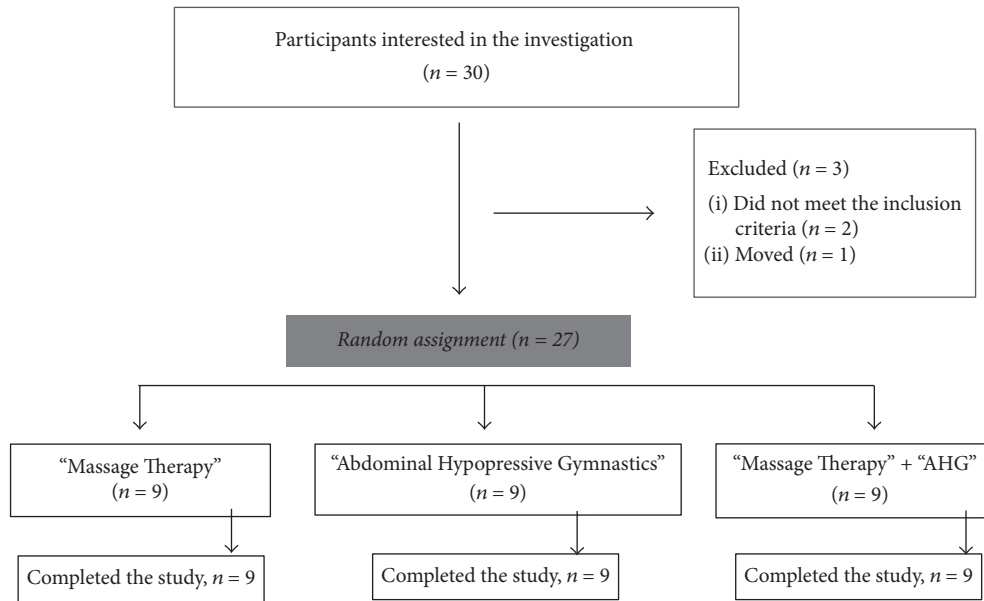 Participants interested in the investigation
(n = 30)
Excluded (n = 3)
(i) Did not meet the inclusion
criteria (n = 2)
(ii) Moved (n = 1)
Random assignment (n = 27)
“Massage Therapy”
(n = 9)
“Abdominal Hypopressive Gymnastics”
(n = 9)
“Massage Therapy” + “AHG”
(n = 9)
Completed the study, n = 9
Completed the study, n = 9
Completed the study, n = 9